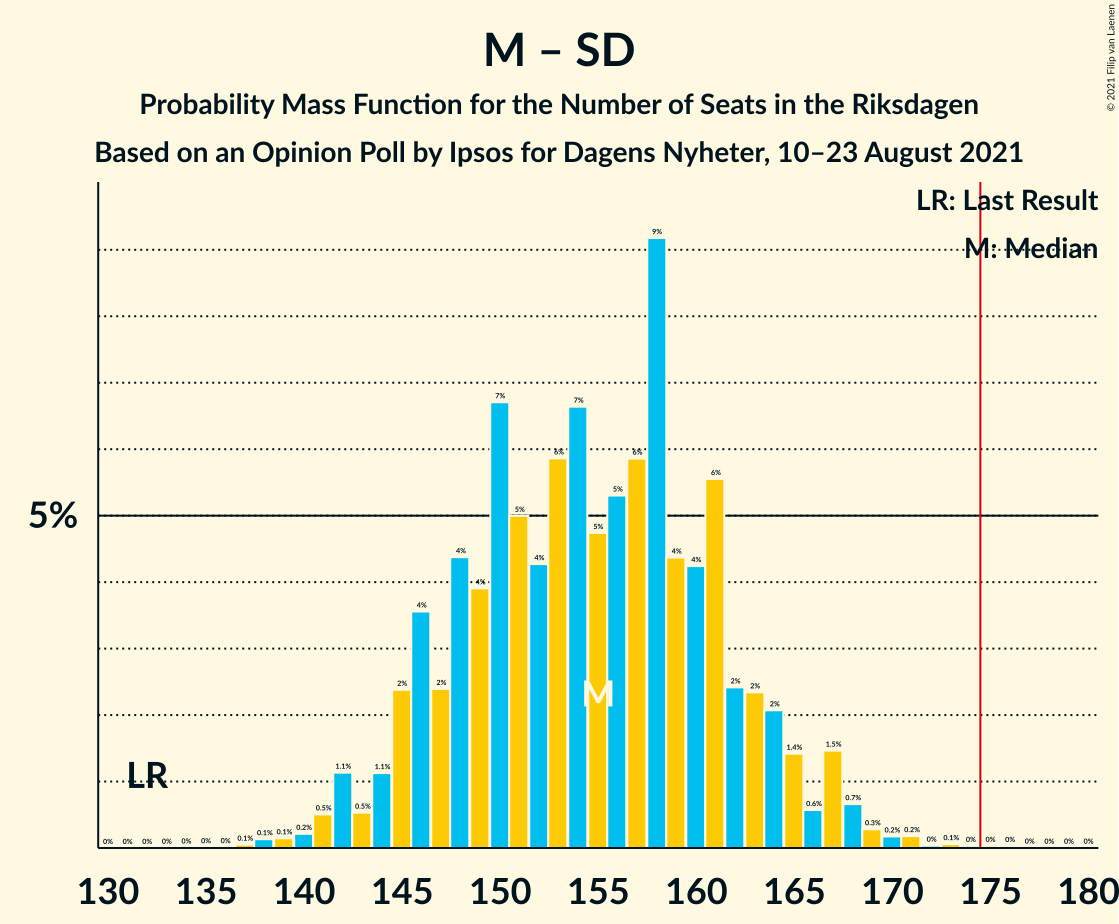 M – SD
Probability Mass Function for the Number of Seats in the Riksdagen
Based on an Opinion Poll by Ipsos for Dagens Nyheter, 10–23 August 2021
© 2021 Filip van Laenen
LR: Last Result
M: Median
9%
7% 7%
6% 6% 6%
5% 5% 5%
5%
4% 4% 4% 4% 4% 4%
2% 2% 2% 2% 2%
M
LR
1.1% 1.1% 1.4% 1.5%
0% 0% 0% 0% 0% 0% 0% 0.1% 0.1% 0.1% 0.2% 0.5% 0.5% 0.6% 0.7% 0.3% 0.2% 0.2% 0% 0.1% 0% 0% 0% 0% 0% 0% 0%
130 135 140 145 150 155 160 165 170 175 180